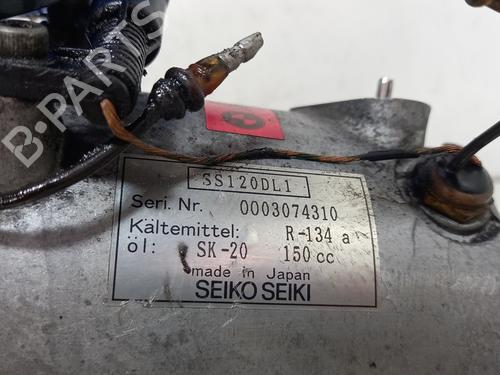 B-PARTS
SS120DL1
Seri. Nr. 0003074310
Kältemittel: R-134 a
öl: SK-20 150 cc
made in Japan
SEIKO SEIKI